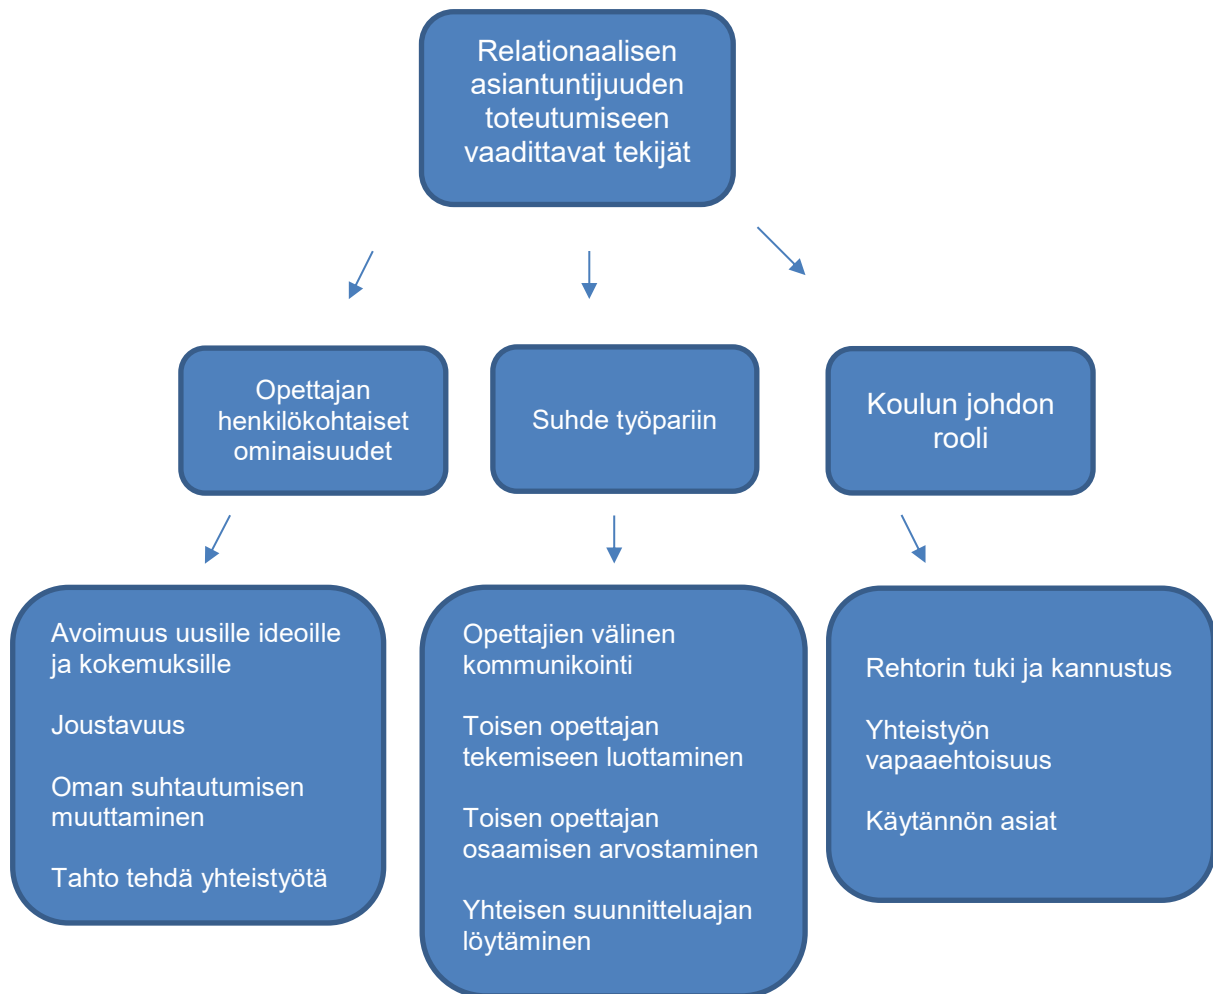 Relationaalisen
asiantuntijuuden
toteutumiseen
vaadittavat tekijät
Opettajan
henkilökohtaiset
ominaisuudet
Suhde työpariin
Koulun johdon
rooli
Avoimuus uusille ideoille
ja kokemuksille
Joustavuus
Oman suhtautumisen
muuttaminen
Tahto tehdä yhteistyötä
Opettajien välinen
kommunikointi
Toisen opettajan
tekemiseen luottaminen
Toisen opettajan
osaamisen arvostaminen
Yhteisen suunnitteluajan
löytäminen
Rehtorin tuki ja kannustus
Yhteistyön
vapaaehtoisuus
Käytännön asiat